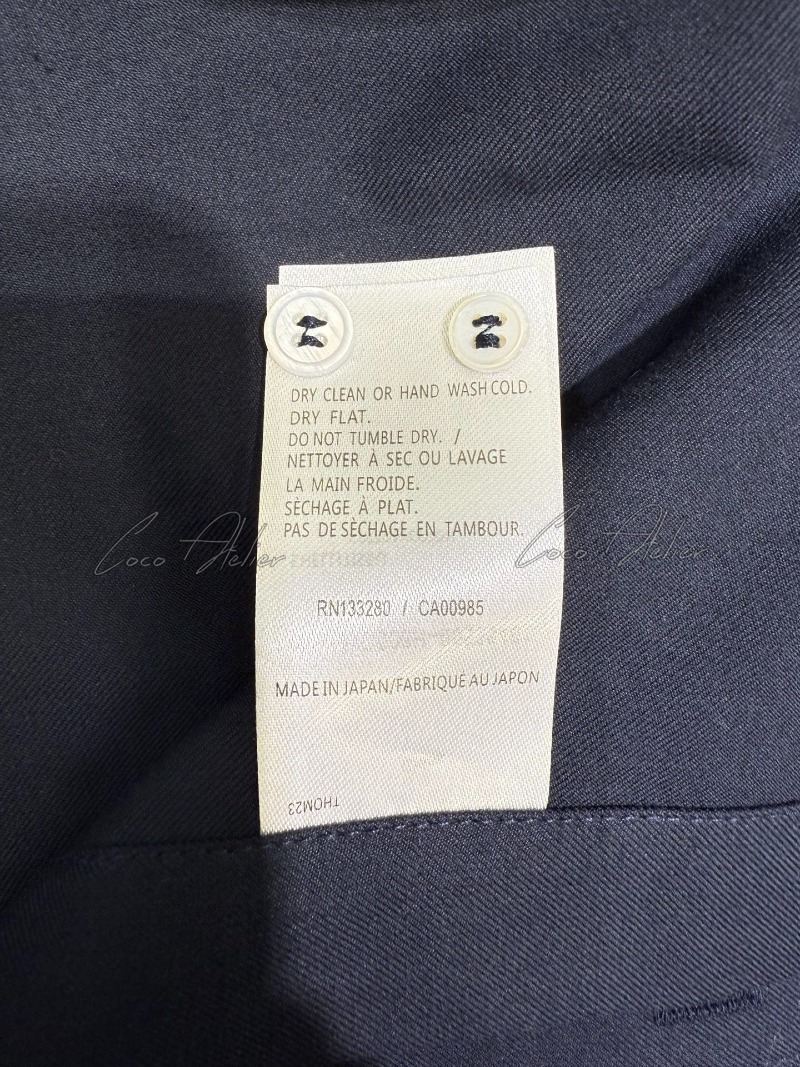 DRY CLEAN OR HAND WASH COLD.
DRY FLAT.
DO NOT TUMBLE DRY. /
NETTOYER À SEC OU LAVAGE
LA MAIN FROIDE.
SÈCHAGE À PLAT.
PAS DE SÈCHAGE EN TAMBOUR.
Coco Atelier
Coco Atelier
RN133280 / CA00985
MADE IN JAPAN/FABRIQUE AU JAPON
THOM23